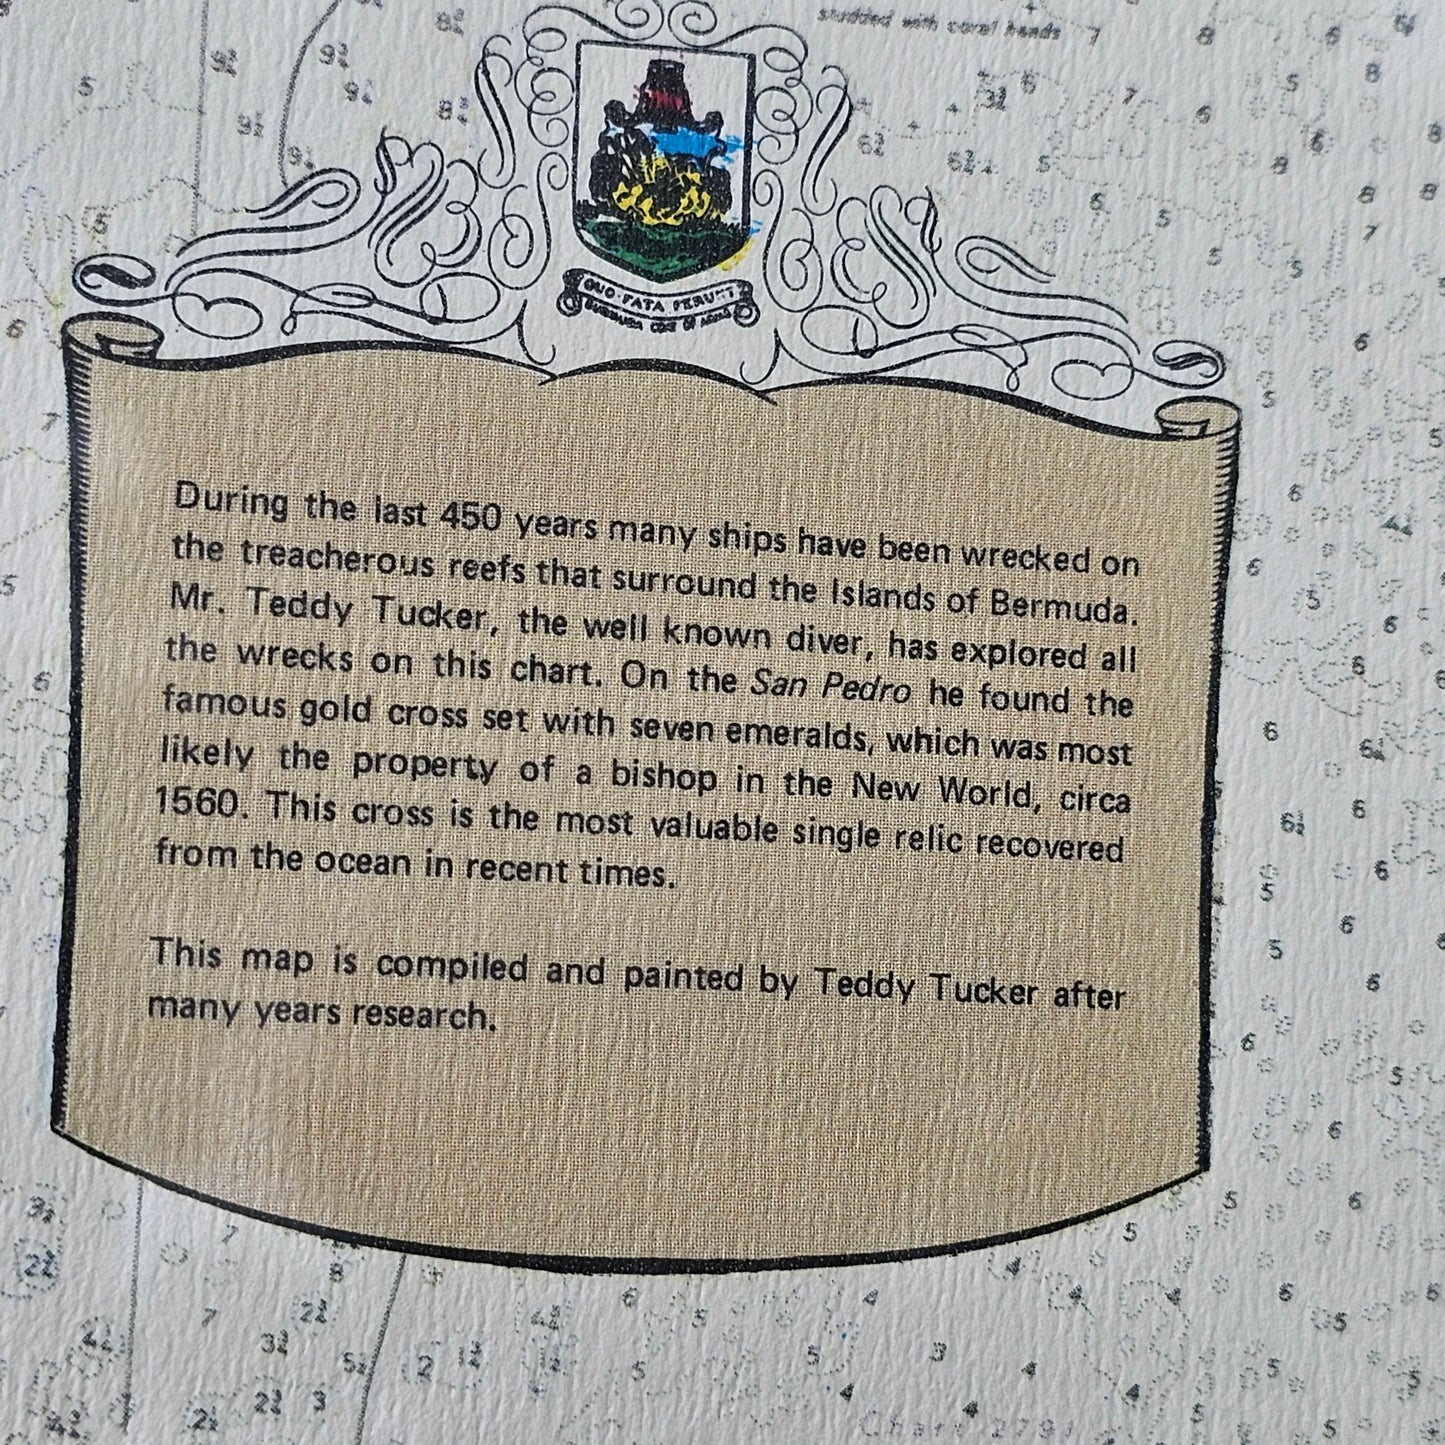 studded with coral heads
QUO FATA FERUNT
BERMUDA COAT OF ARMS
During the last 450 years many ships have been wrecked on
the treacherous reefs that surround the Islands of Bermuda.
Mr. Teddy Tucker, the well known diver, has explored all
the wrecks on this chart. On the San Pedro he found the
famous gold cross set with seven emeralds, which was most
likely the property of a bishop in the New World, circa
1560. This cross is the most valuable single relic recovered
from the ocean in recent times.
This map is compiled and painted by Teddy Tucker after
many years research.